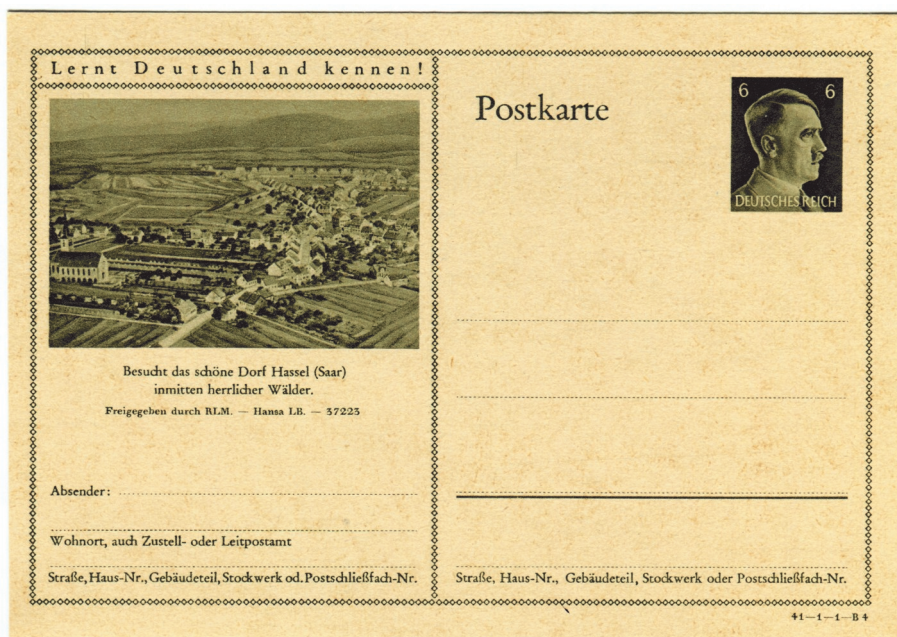 Lernt Deutschland kennen!
Besucht das schöne Dorf Hassel (Saar)
inmitten herrlicher Wälder.
Freigegeben durch RLM. — Hansa LB. — 37223
Absender:
Wohnort, auch Zustell- oder Leitpostamt
Straße, Haus-Nr., Gebäudeteil, Stockwerk od. Postschließfach-Nr.
Postkarte
6 6
DEUTSCHES REICH
Straße, Haus-Nr., Gebäudeteil, Stockwerk oder Postschließfach-Nr.
41—1—1—B 4